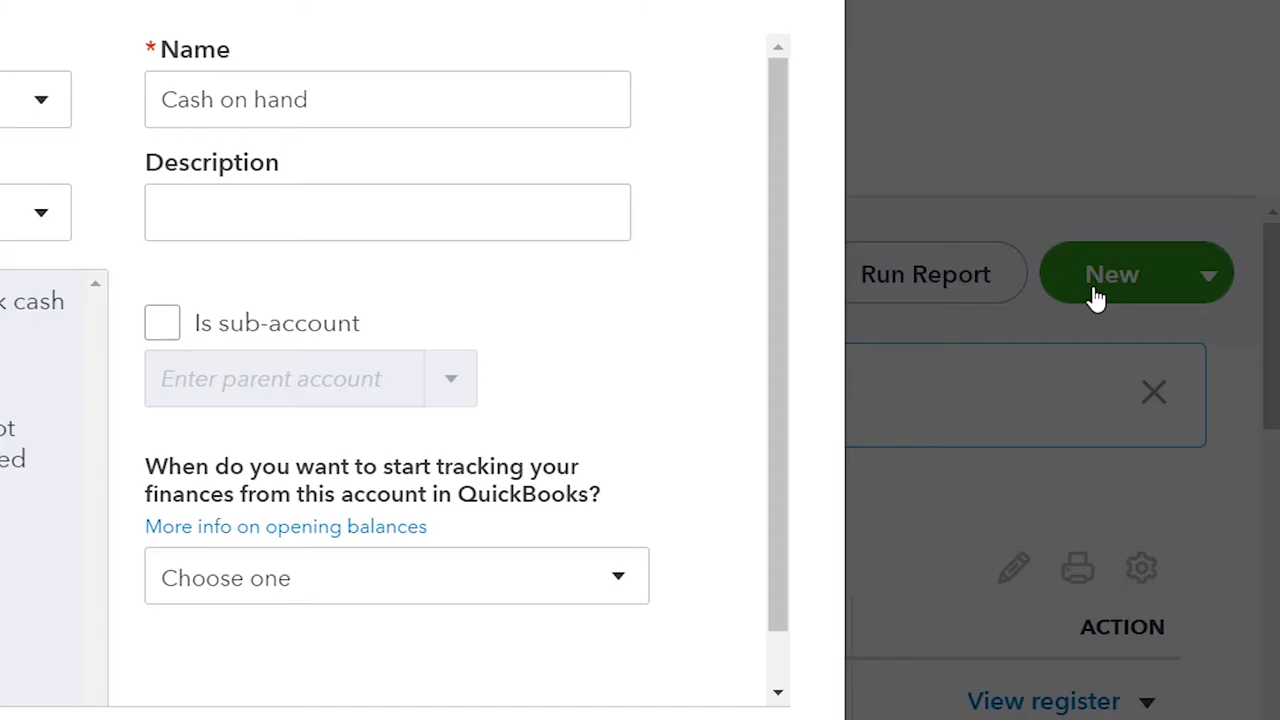 *Name
Cash on hand
Description
k cash
ot
ed
Is sub-account
Enter parent account
When do you want to start tracking your
finances from this account in QuickBooks?
More info on opening balances
Choose one
Run Report
New
ACTION
View register